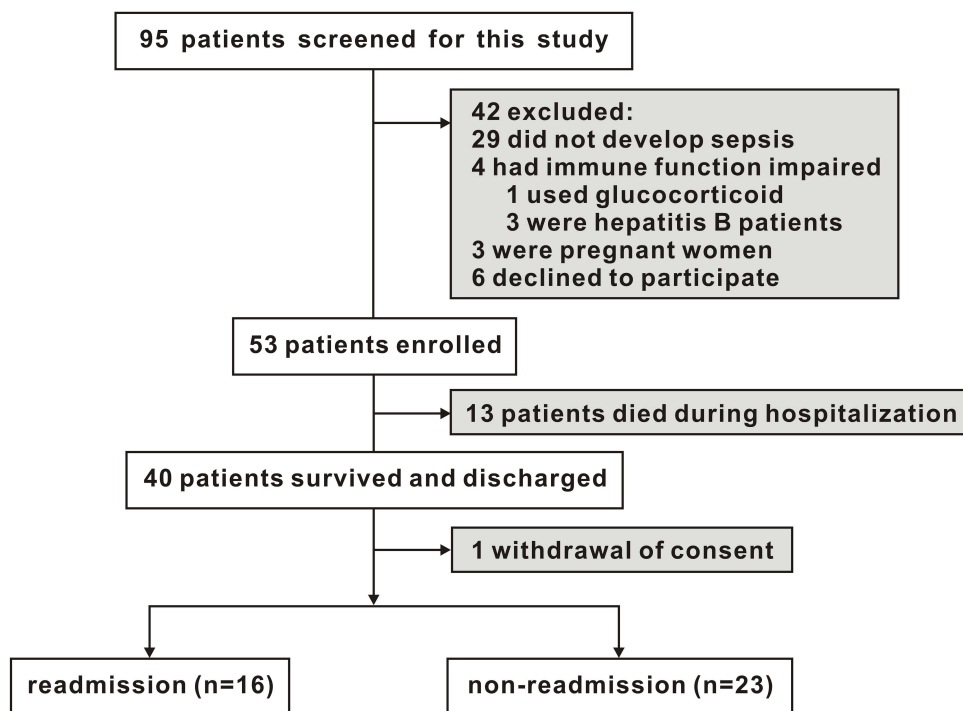 95 patients screened for this study
42 excluded:
29 did not develop sepsis
4 had immune function impaired
1 used glucocorticoid
3 were hepatitis B patients
3 were pregnant women
6 declined to participate
53 patients enrolled
13 patients died during hospitalization
40 patients survived and discharged
1 withdrawal of consent
readmission (n=16)
non-readmission (n=23)